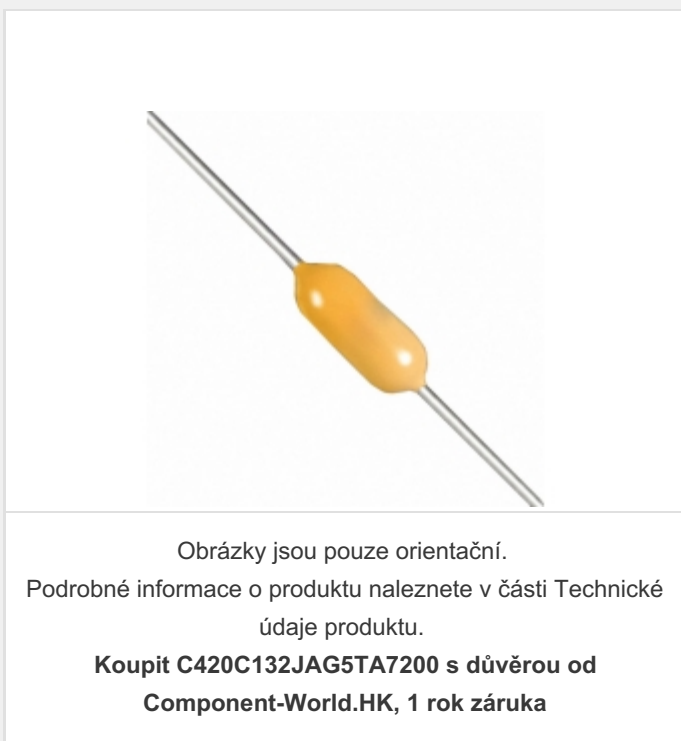 Obrázky jsou pouze orientační.
Podrobné informace o produktu naleznete v části Technické
údaje produktu.
Koupit C420C132JAG5TA7200 s důvěrou od
Component-World.HK, 1 rok záruka